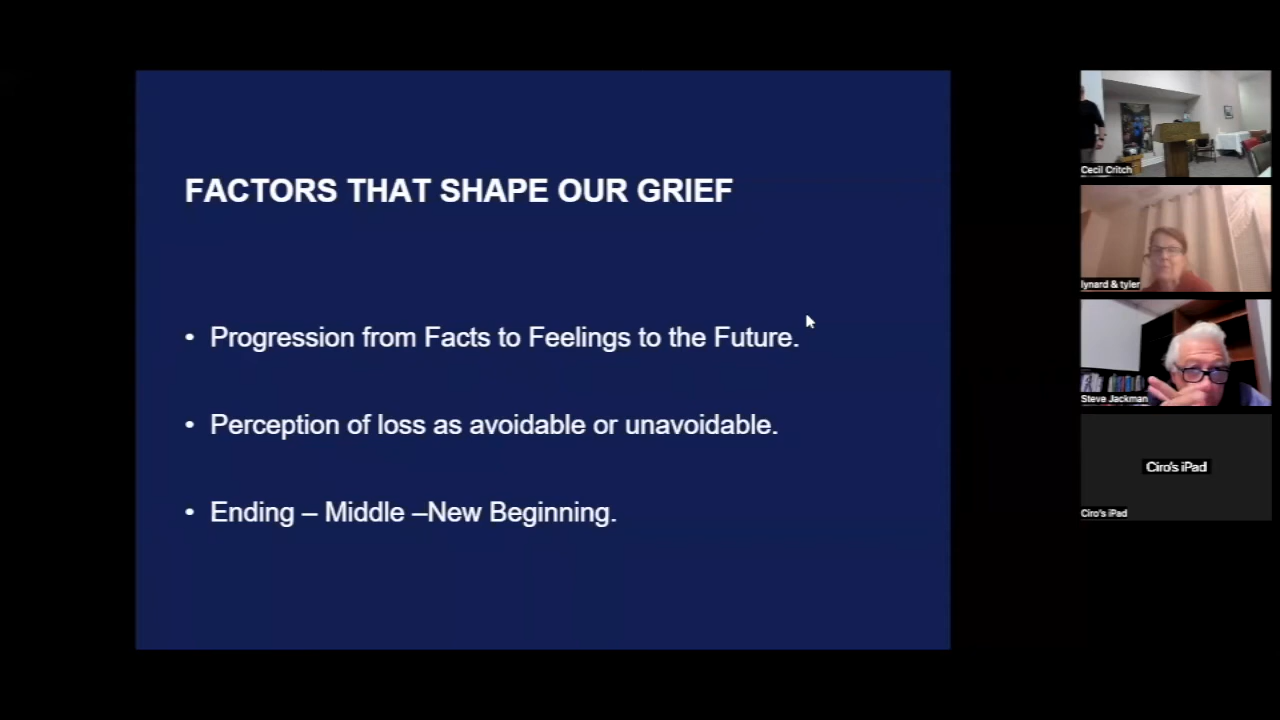 FACTORS THAT SHAPE OUR GRIEF
• Progression from Facts to Feelings to the Future.
• Perception of loss as avoidable or unavoidable.
• Ending – Middle –New Beginning.
Cecil Critch
lynard & tyler
Steve Jackman
Ciro's iPad
Ciro's iPad